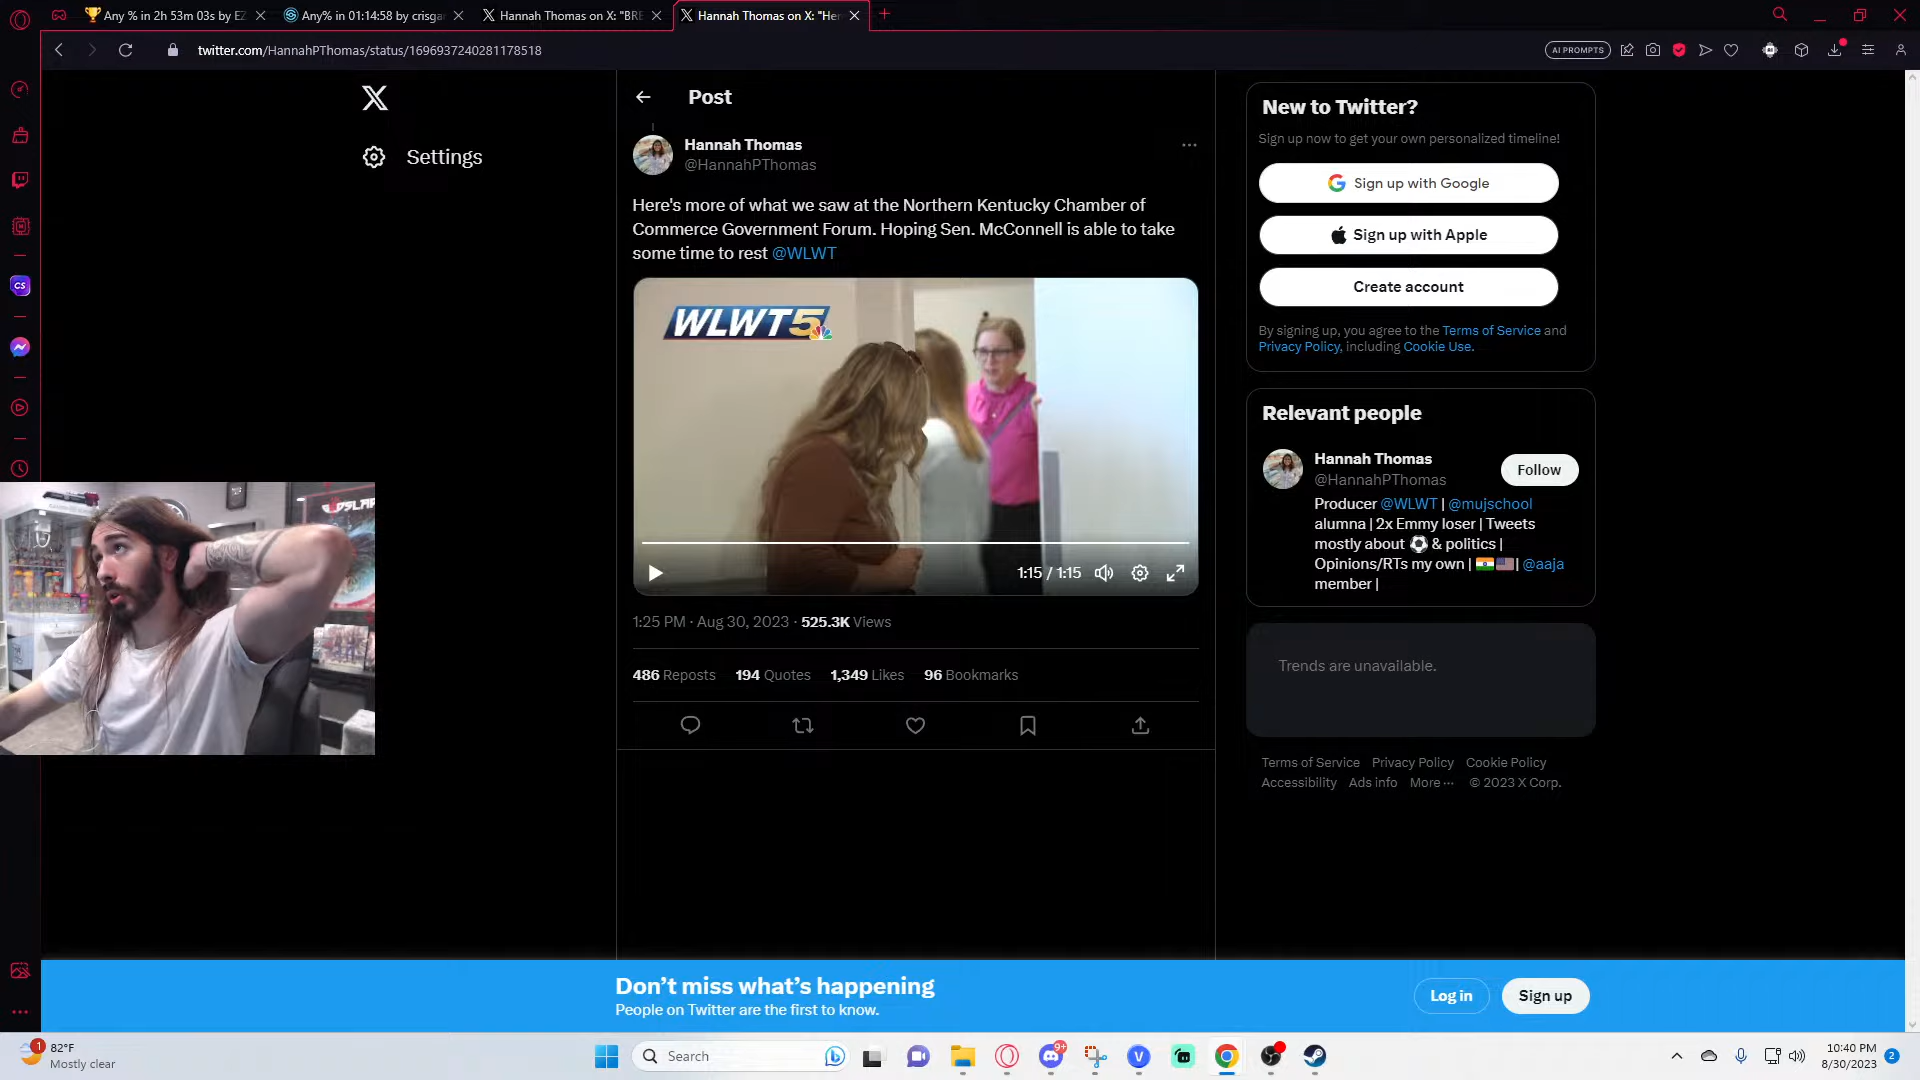 Any % in 2h 53m 03s by EZ
Any% in 01:14:58 by crisgar
Hannah Thomas on X: "BRE
Hannah Thomas on X: "Her
twitter.com/HannahPThomas/status/1696937240281178518
AI PROMPTS
Settings
Post
Hannah Thomas
@HannahPThomas
Here's more of what we saw at the Northern Kentucky Chamber of
Commerce Government Forum. Hoping Sen. McConnell is able to take
some time to rest @WLWT
WLWT5
1:15 / 1:15
1:25 PM · Aug 30, 2023 · 525.3K Views
486 Reposts 194 Quotes 1,349 Likes 96 Bookmarks
New to Twitter?
Sign up now to get your own personalized timeline!
Sign up with Google
Sign up with Apple
Create account
By signing up, you agree to the Terms of Service and
Privacy Policy, including Cookie Use.
Relevant people
Hannah Thomas
@HannahPThomas
Follow
Producer @WLWT | @mujschool
alumna | 2x Emmy loser | Tweets
mostly about ⚽ & politics |
Opinions/RTs my own | 🇮🇳🇺🇸 | @aaja
member |
Trends are unavailable.
Terms of Service Privacy Policy Cookie Policy
Accessibility Ads info More ··· © 2023 X Corp.
CS
Don't miss what's happening
People on Twitter are the first to know.
Log in
Sign up
1
82°F
Mostly clear
Search
9+
10:40 PM
8/30/2023
2